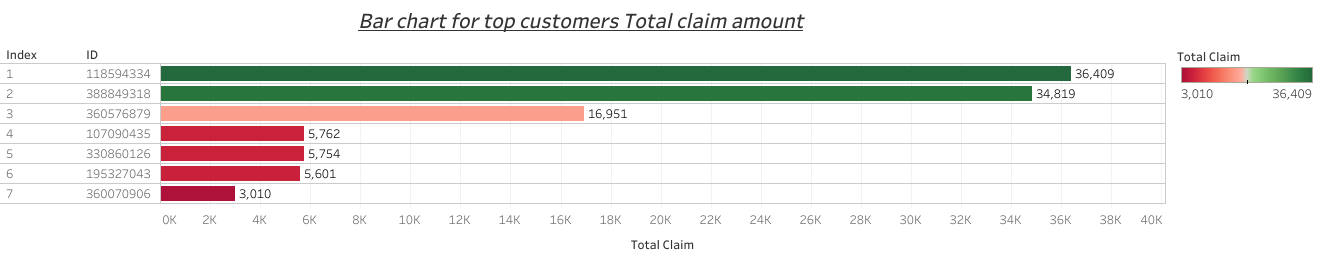 Bar chart for top customers Total claim amount
Index ID
1 118594334 36,409
2 388849318 34,819
3 360576879 16,951
4 107090435 5,762
5 330860126 5,754
6 195327043 5,601
7 360070906 3,010
0K 2K 4K 6K 8K 10K 12K 14K 16K 18K 20K 22K 24K 26K 28K 30K 32K 34K 36K 38K 40K
Total Claim
Total Claim
3,010 36,409